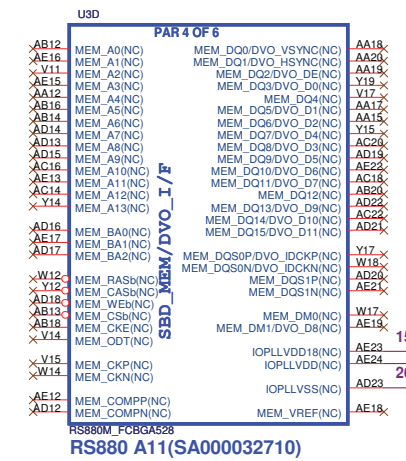 U3D
PAR 4 OF 6
AB12 MEM_A0(NC) MEM_DQ0/DVO_VSYNC(NC) AA18
AE16 MEM_A1(NC) MEM_DQ1/DVO_HSYNC(NC) AA20
V11 MEM_A2(NC) MEM_DQ2/DVO_DE(NC) AA19
AE15 MEM_A3(NC) MEM_DQ3/DVO_D0(NC) Y19
AA12 MEM_A4(NC) MEM_DQ4(NC) V17
AB16 MEM_A5(NC) MEM_DQ5/DVO_D1(NC) AA17
AB14 MEM_A6(NC) MEM_DQ6/DVO_D2(NC) AA15
AD14 MEM_A7(NC) MEM_DQ7/DVO_D4(NC) Y15
AD13 MEM_A8(NC) MEM_DQ8/DVO_D3(NC) AC20
AD15 MEM_A9(NC) MEM_DQ9/DVO_D5(NC) AD19
AC16 MEM_A10(NC) MEM_DQ10/DVO_D6(NC) AE22
AE13 MEM_A11(NC) MEM_DQ11/DVO_D7(NC) AC18
AC14 MEM_A12(NC) MEM_DQ12(NC) AB20
Y14 MEM_A13(NC) MEM_DQ13/DVO_D9(NC) AD22
MEM_DQ14/DVO_D10(NC) AC22
AD16 MEM_BA0(NC) MEM_DQ15/DVO_D11(NC) AD21
AE17 MEM_BA1(NC)
AD17 MEM_BA2(NC) MEM_DQS0P/DVO_IDCKP(NC) Y17
MEM_DQS0N/DVO_IDCKN(NC) W18
W12 MEM_RASb(NC) MEM_DQS1P(NC) AD20
Y12 MEM_CASb(NC) MEM_DQS1N(NC) AE21
AD18 MEM_WEb(NC)
AB13 MEM_CSb(NC) MEM_DM0(NC) W17
AB18 MEM_CKE(NC) MEM_DM1/DVO_D8(NC) AE19
V14 MEM_ODT(NC)
15
IOPLLVDD18(NC) AE23
V15 MEM_CKP(NC) IOPLLVDD(NC) AE24
W14 MEM_CKN(NC)
20
IOPLLVSS(NC) AD23
AE12 MEM_COMPP(NC)
AD12 MEM_COMPN(NC) MEM_VREF(NC) AE18
SBD_MEM/DVO_I/F
RS880M_FCBGA528
RS880 A11(SA000032710)